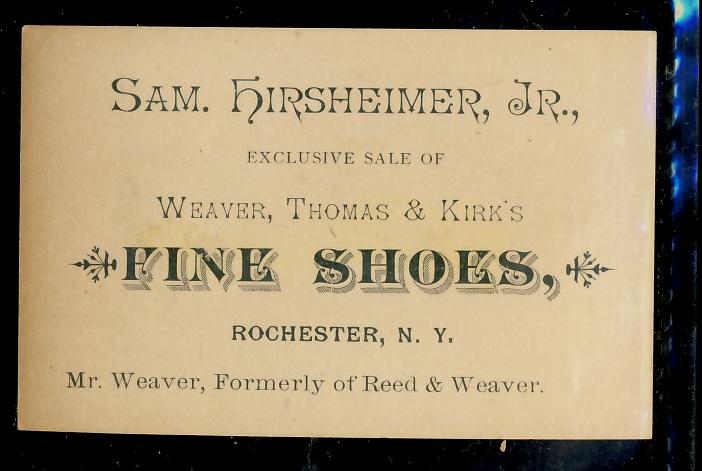 Sam. Hirsheimer, Jr.,
EXCLUSIVE SALE OF
Weaver, Thomas & Kirk's
FINE SHOES,
ROCHESTER, N. Y.
Mr. Weaver, Formerly of Reed & Weaver.